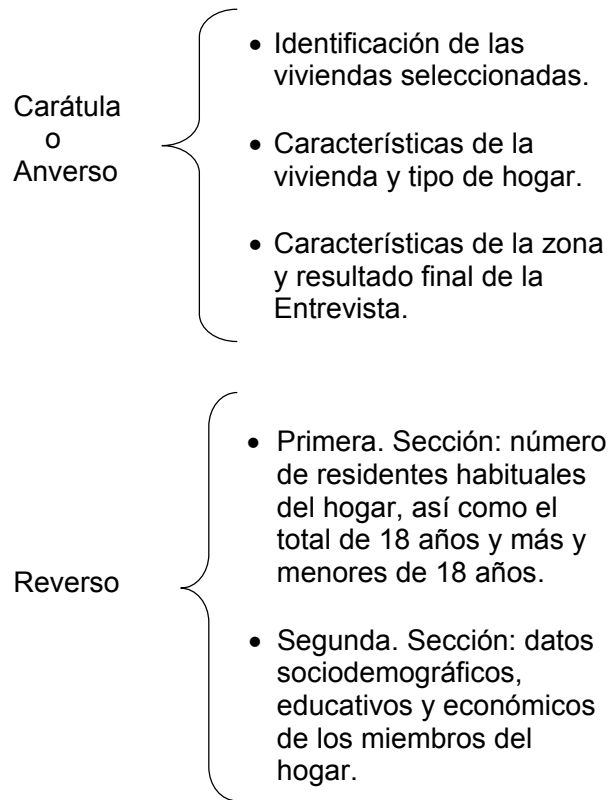 Carátula
o
Anverso
• Identificación de las
viviendas seleccionadas.
• Características de la
vivienda y tipo de hogar.
• Características de la zona
y resultado final de la
Entrevista.
Reverso
• Primera. Sección: número
de residentes habituales
del hogar, así como el
total de 18 años y más y
menores de 18 años.
• Segunda. Sección: datos
sociodemográficos,
educativos y económicos
de los miembros del
hogar.